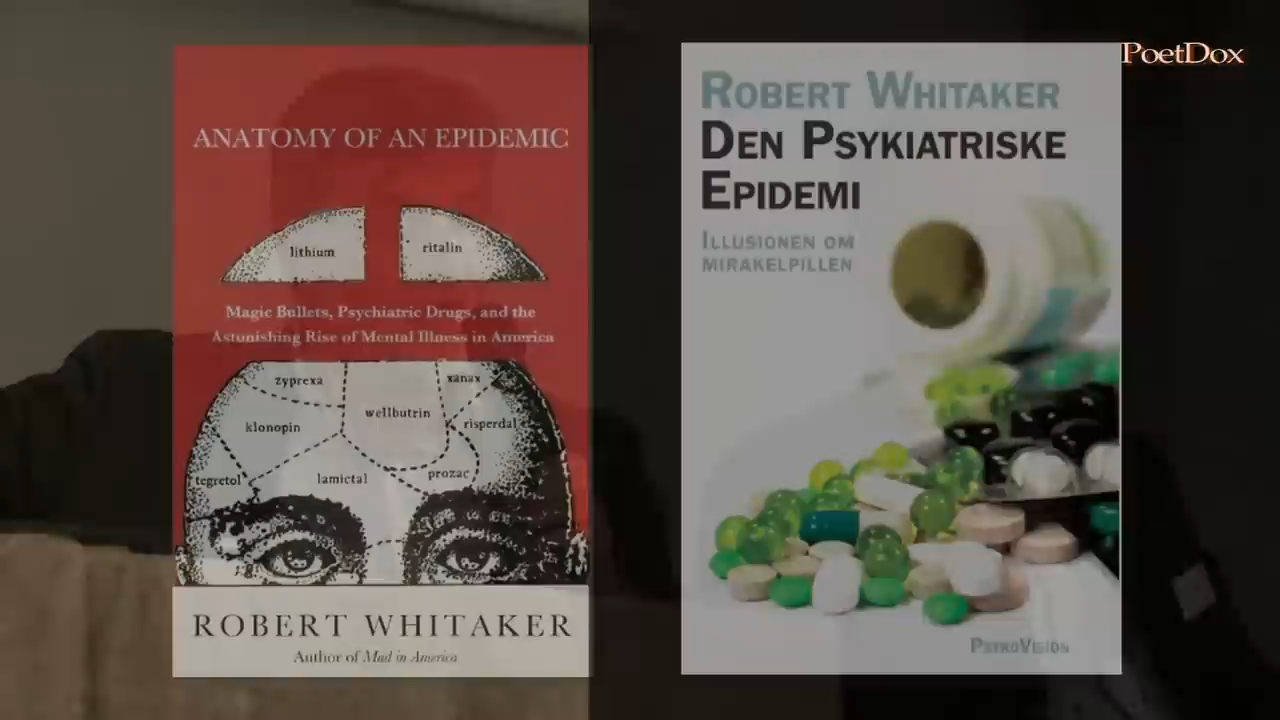 PoetDox
ANATOMY OF AN EPIDEMIC
lithium
ritalin
Magic Bullets, Psychiatric Drugs, and the
Astonishing Rise of Mental Illness in America
zyprexa
xanax
wellbutrin
klonopin
risperdal
tegretol
lamictal
prozac
ROBERT WHITAKER
Author of Mad in America
ROBERT WHITAKER
DEN PSYKIATRISKE
EPIDEMI
ILLUSIONEN OM
MIRAKELPILLEN
PSYKOVISION